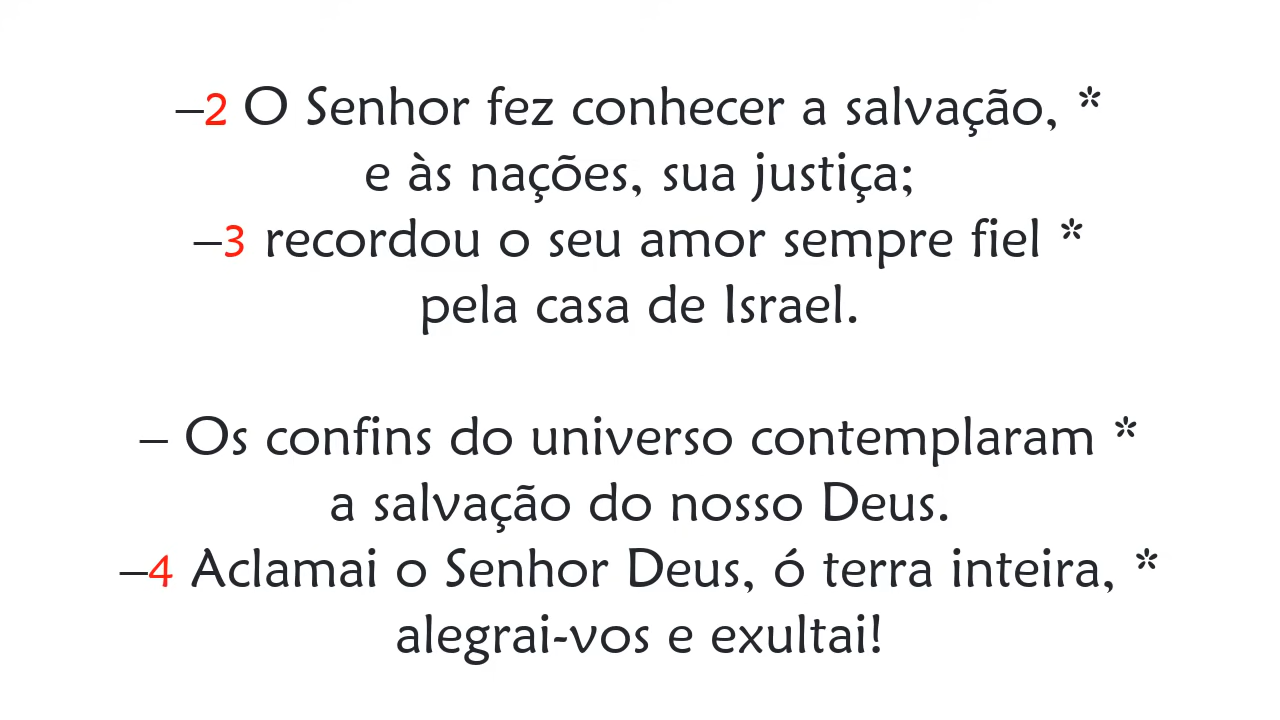 –2 O Senhor fez conhecer a salvação, *
e às nações, sua justiça;
–3 recordou o seu amor sempre fiel *
pela casa de Israel.
– Os confins do universo contemplaram *
a salvação do nosso Deus.
–4 Aclamai o Senhor Deus, ó terra inteira, *
alegrai-vos e exultai!